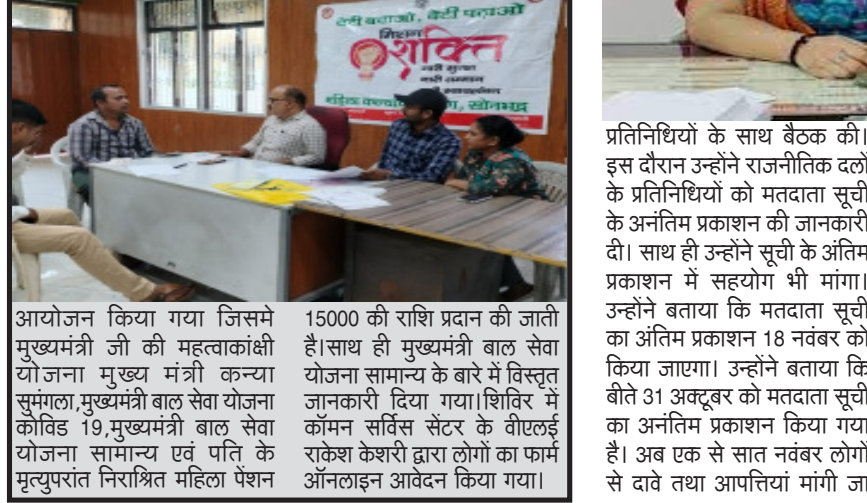 बेटी बचाओ, बेटी पढ़ाओ
मिशन
शक्ति
नारी सुरक्षा
नारी सम्मान
सोनभद्र
आयोजन किया गया जिसमे
मुख्यमंत्री जी की महत्वाकांक्षी
योजना मुख्य मंत्री कन्या
सुमंगला,मुख्यमंत्री बाल सेवा योजना
कोविड 19,मुख्यमंत्री बाल सेवा
योजना सामान्य एवं पति के
मृत्युपरांत निराश्रित महिला पेंशन
15000 की राशि प्रदान की जाती
है।साथ ही मुख्यमंत्री बाल सेवा
योजना सामान्य के बारे में विस्तृत
जानकारी दिया गया।शिविर में
कॉमन सर्विस सेंटर के वीएलई
राकेश केशरी द्वारा लोगों का फार्म
ऑनलाइन आवेदन किया गया।
प्रतिनिधियों के साथ बैठक की।
इस दौरान उन्होंने राजनीतिक दलों
के प्रतिनिधियों को मतदाता सूची
के अनंतिम प्रकाशन की जानकारी
दी। साथ ही उन्होंने सूची के अंतिम
प्रकाशन में सहयोग भी मांगा।
उन्होंने बताया कि मतदाता सूची
का अंतिम प्रकाशन 18 नवंबर को
किया जाएगा। उन्होंने बताया कि
बीते 31 अक्टूबर को मतदाता सूची
का अनंतिम प्रकाशन किया गया
है। अब एक से सात नवंबर लोगों
से दावे तथा आपत्तियां मांगी जा